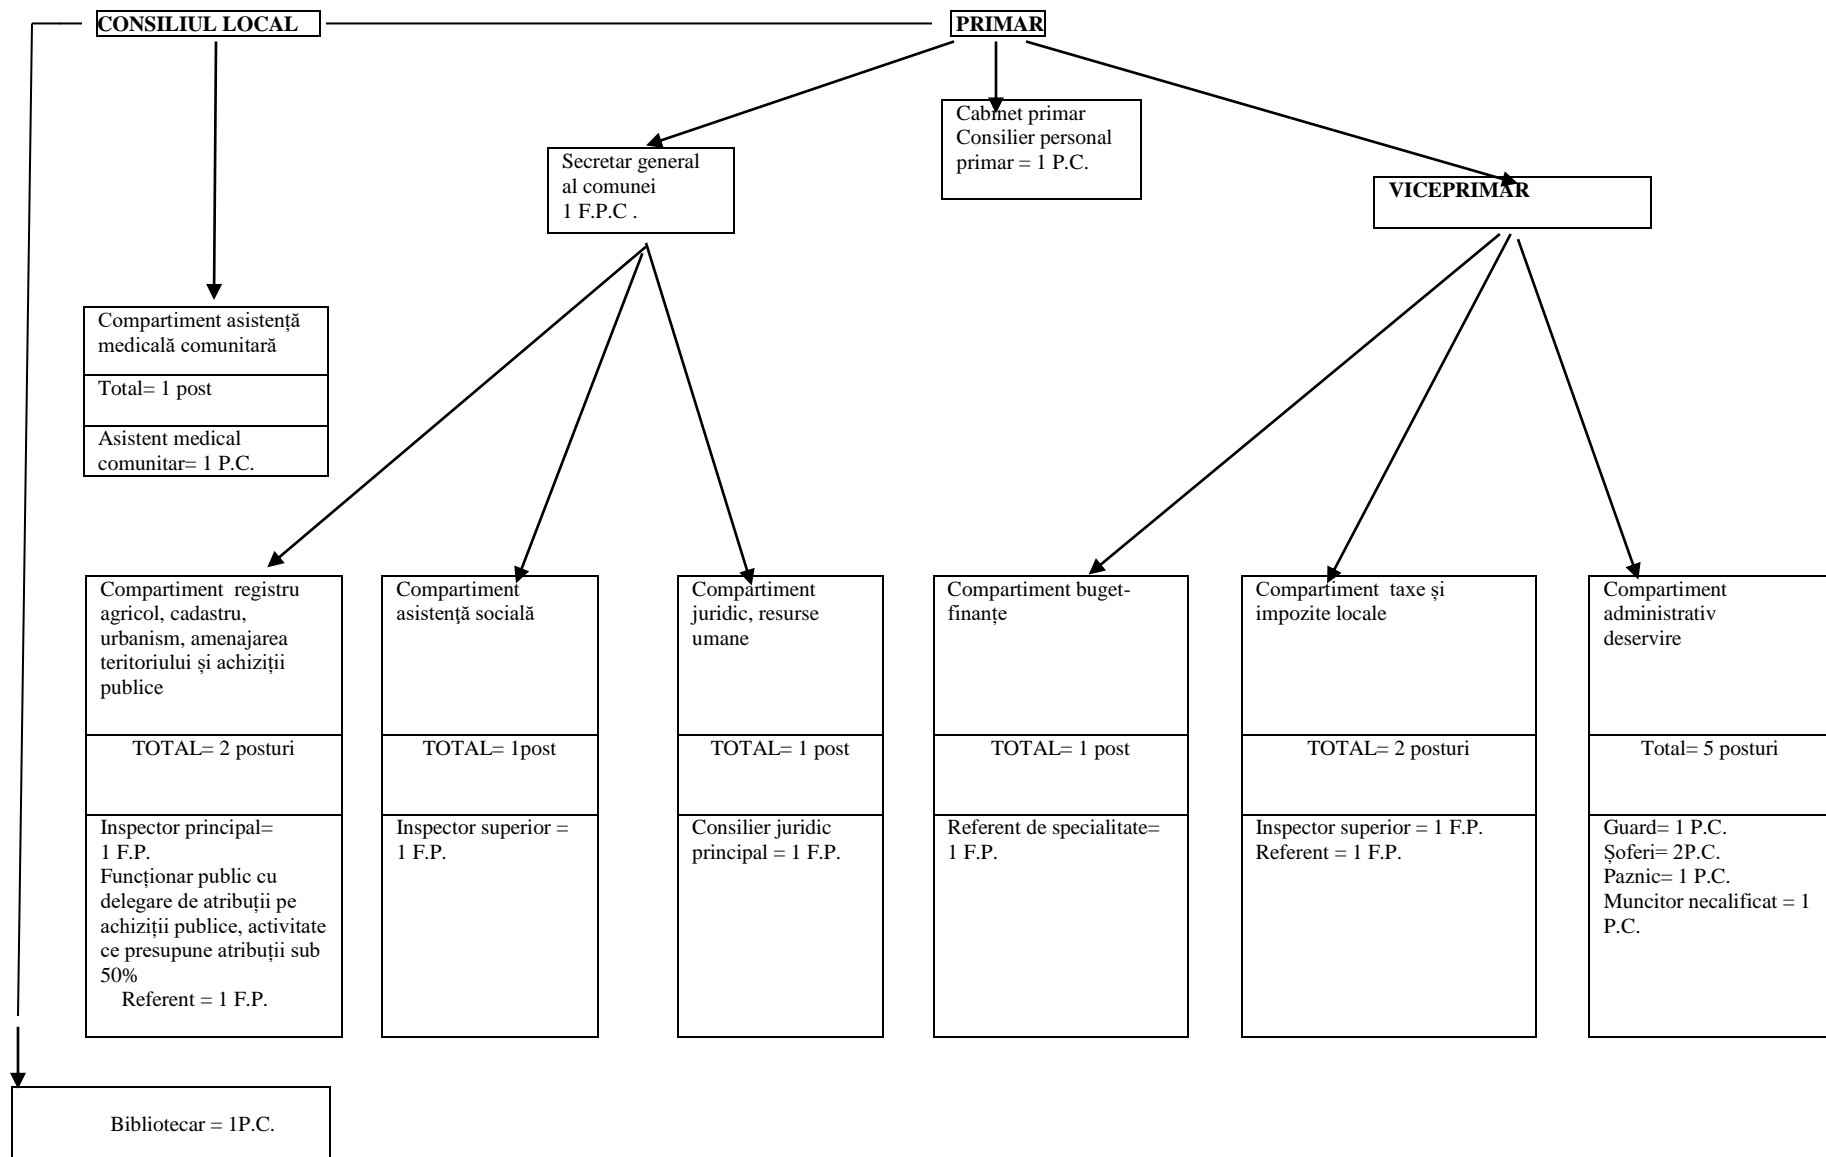 CONSILIUL LOCAL
PRIMAR
Cabinet primar
Consilier personal
primar = 1 P.C.
Secretar general
al comunei
1 F.P.C .
VICEPRIMAR
Compartiment asistență
medicală comunitară
Total= 1 post
Asistent medical
comunitar= 1 P.C.
Compartiment  registru
agricol, cadastru,
urbanism, amenajarea
teritoriului și achiziții
publice
TOTAL= 2 posturi
Inspector principal=
1 F.P.
Funcționar public cu
delegare de atribuții pe
achiziții publice, activitate
ce presupune atribuții sub
50%
Referent = 1 F.P.
Compartiment
asistenţă socială
TOTAL= 1post
Inspector superior =
1 F.P.
Compartiment
juridic, resurse
umane
TOTAL= 1 post
Consilier juridic
principal = 1 F.P.
Compartiment buget-
finanțe
TOTAL= 1 post
Referent de specialitate=
1 F.P.
Compartiment  taxe și
impozite locale
TOTAL= 2 posturi
Inspector superior = 1 F.P.
Referent = 1 F.P.
Compartiment
administrativ
deservire
Total= 5 posturi
Guard= 1 P.C.
Șoferi= 2P.C.
Paznic= 1 P.C.
Muncitor necalificat = 1
P.C.
Bibliotecar = 1P.C.